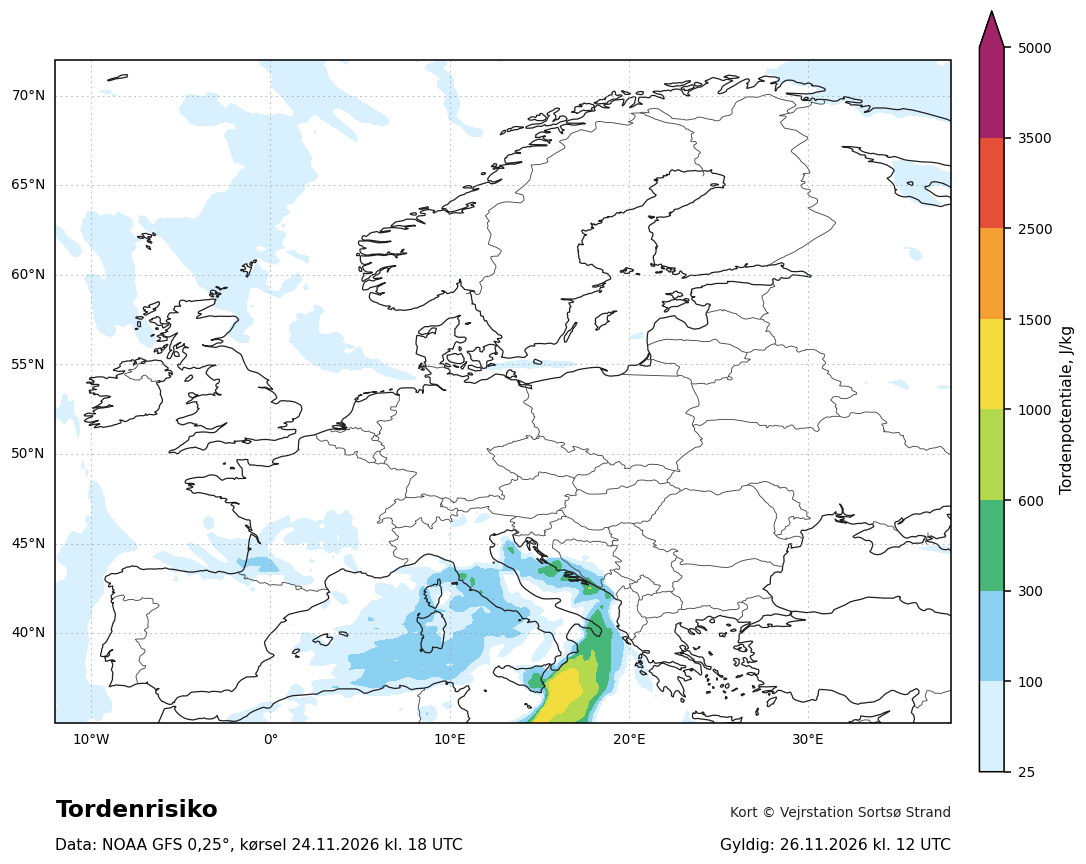 70°N
65°N
60°N
55°N
50°N
45°N
40°N
10°W
0°
10°E
20°E
30°E
5000
3500
2500
1500
1000
600
300
100
25
Tordenpotentiale, J/kg
Tordenrisiko
Kort © Vejrstation Sortsø Strand
Data: NOAA GFS 0,25°, kørsel 24.11.2026 kl. 18 UTC
Gyldig: 26.11.2026 kl. 12 UTC